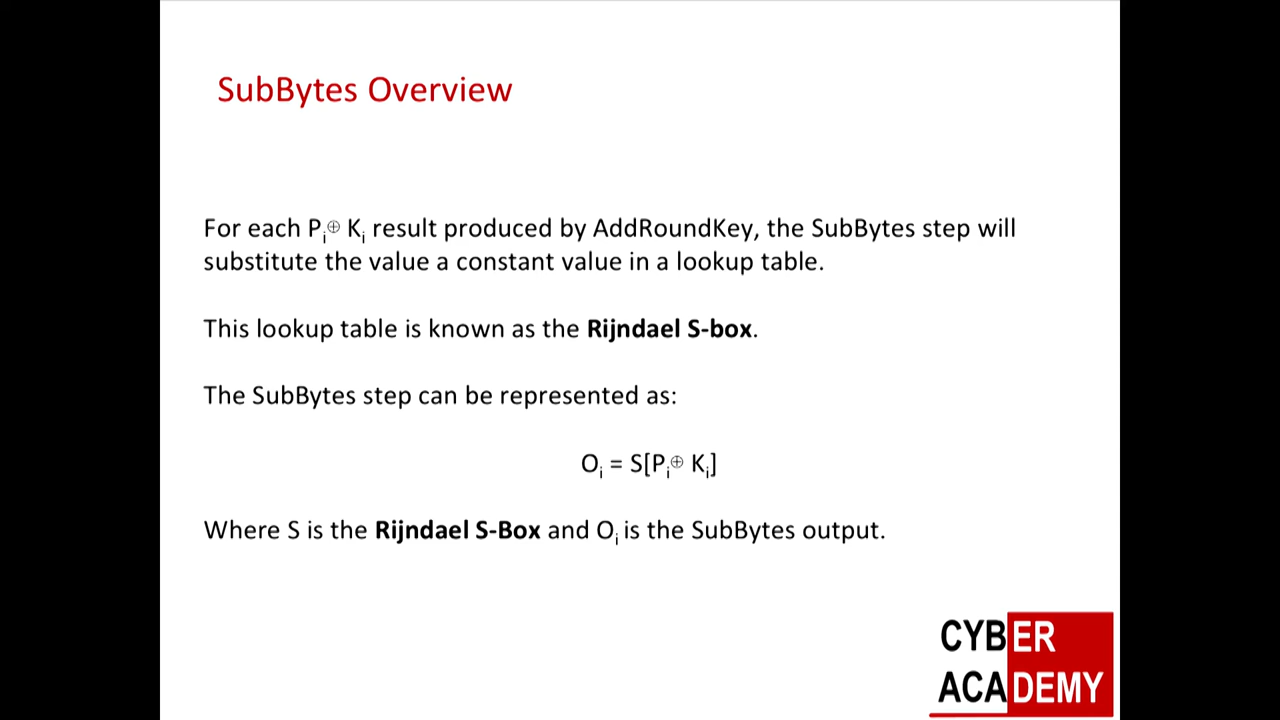 SubBytes Overview
For each Pᵢ⊕ Kᵢ result produced by AddRoundKey, the SubBytes step will
substitute the value a constant value in a lookup table.
This lookup table is known as the Rijndael S-box.
The SubBytes step can be represented as:
Oᵢ = S[Pᵢ⊕ Kᵢ]
Where S is the Rijndael S-Box and Oᵢ is the SubBytes output.
CYBER
ACADEMY